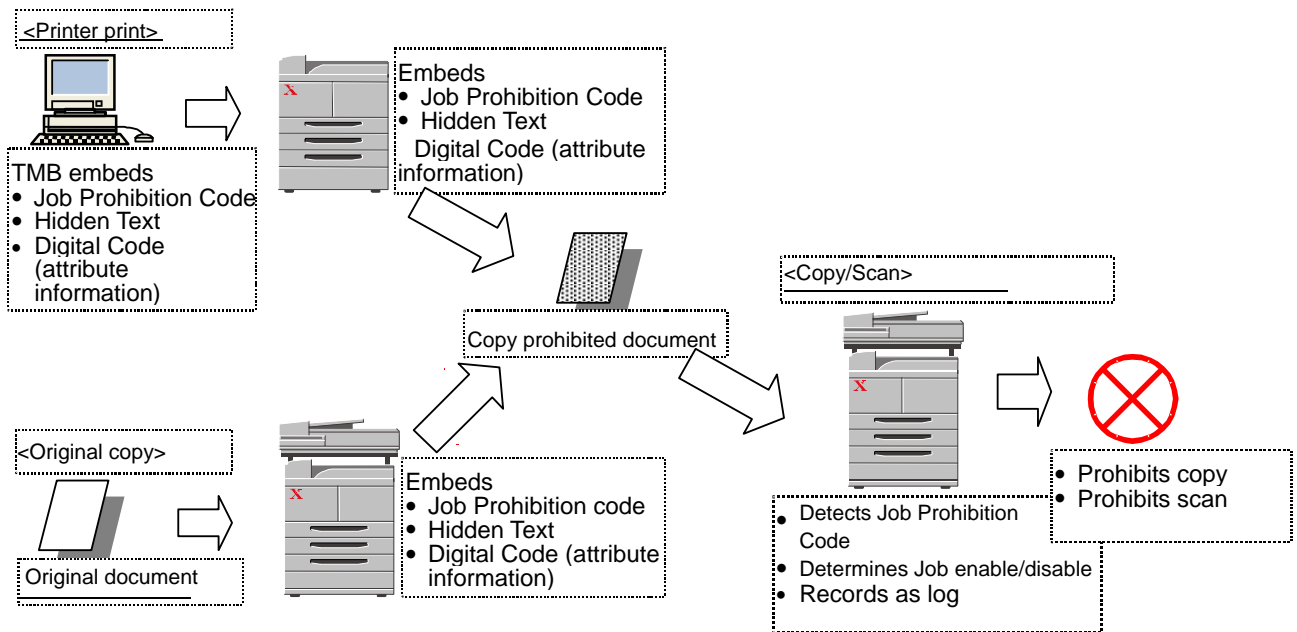 <Printer print>
TMB embeds
• Job Prohibition Code
• Hidden Text
• Digital Code
(attribute
information)
X
Embeds
• Job Prohibition Code
• Hidden Text
Digital Code (attribute
information)
Copy prohibited document
<Original copy>
Original document
X
Embeds
• Job Prohibition code
• Hidden Text
• Digital Code (attribute
information)
<Copy/Scan>
X
• Detects Job Prohibition
Code
• Determines Job enable/disable
• Records as log
• Prohibits copy
• Prohibits scan